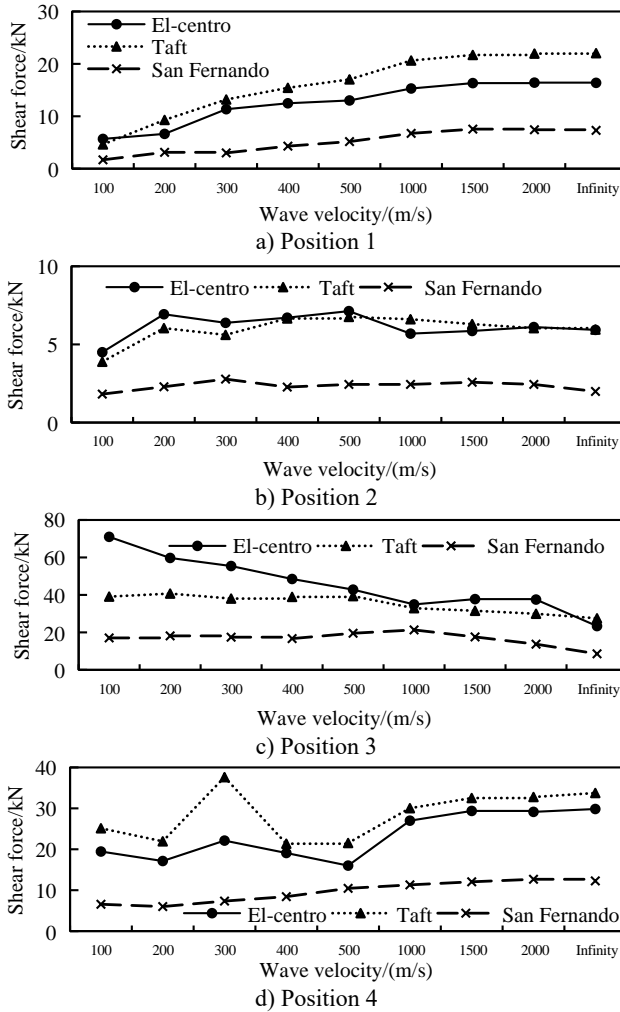 30
El-centro
Taft
20
San Fernando
10
0
Shear force/kN
100 200 300 400 500 1000 1500 2000 Infinity
Wave velocity/(m/s)
a) Position 1
10
El-centro Taft San Fernando
5
0
Shear force/kN
100 200 300 400 500 1000 1500 2000 Infinity
Wave velocity/(m/s)
b) Position 2
80
El-centro Taft San Fernando
60
40
20
0
Shear force/kN
100 200 300 400 500 1000 1500 2000 Infinity
Wave velocity/(m/s)
c) Position 3
40
30
20
10
El-centro Taft San Fernando
0
Shear force/kN
100 200 300 400 500 1000 1500 2000 Infinity
Wave velocity/(m/s)
d) Position 4